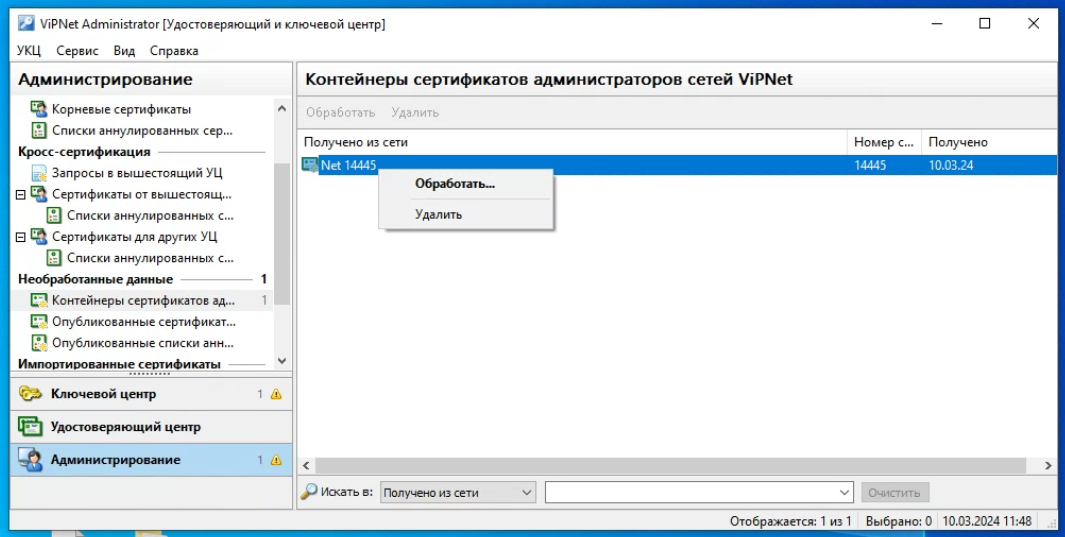 ViPNet Administrator [Удостоверяющий и ключевой центр]
УКЦ Сервис Вид Справка
Администрирование
Корневые сертификаты
Списки аннулированных сер...
Кросс-сертификация
Запросы в вышестоящий УЦ
Сертификаты от вышестоящ...
Списки аннулированных с...
Сертификаты для других УЦ
Списки аннулированных с...
Необработанные данные 1
Контейнеры сертификатов ад... 1
Опубликованные сертификат...
Опубликованные списки анн...
Импортированные сертификаты
Ключевой центр 1
Удостоверяющий центр
Администрирование 1
Контейнеры сертификатов администраторов сетей ViPNet
Обработать Удалить
Получено из сети Номер с... Получено
Net 14445 14445 10.03.24
Обработать...
Удалить
Искать в: Получено из сети Очистить
Отображается: 1 из 1 Выбрано: 0 10.03.2024 11:48